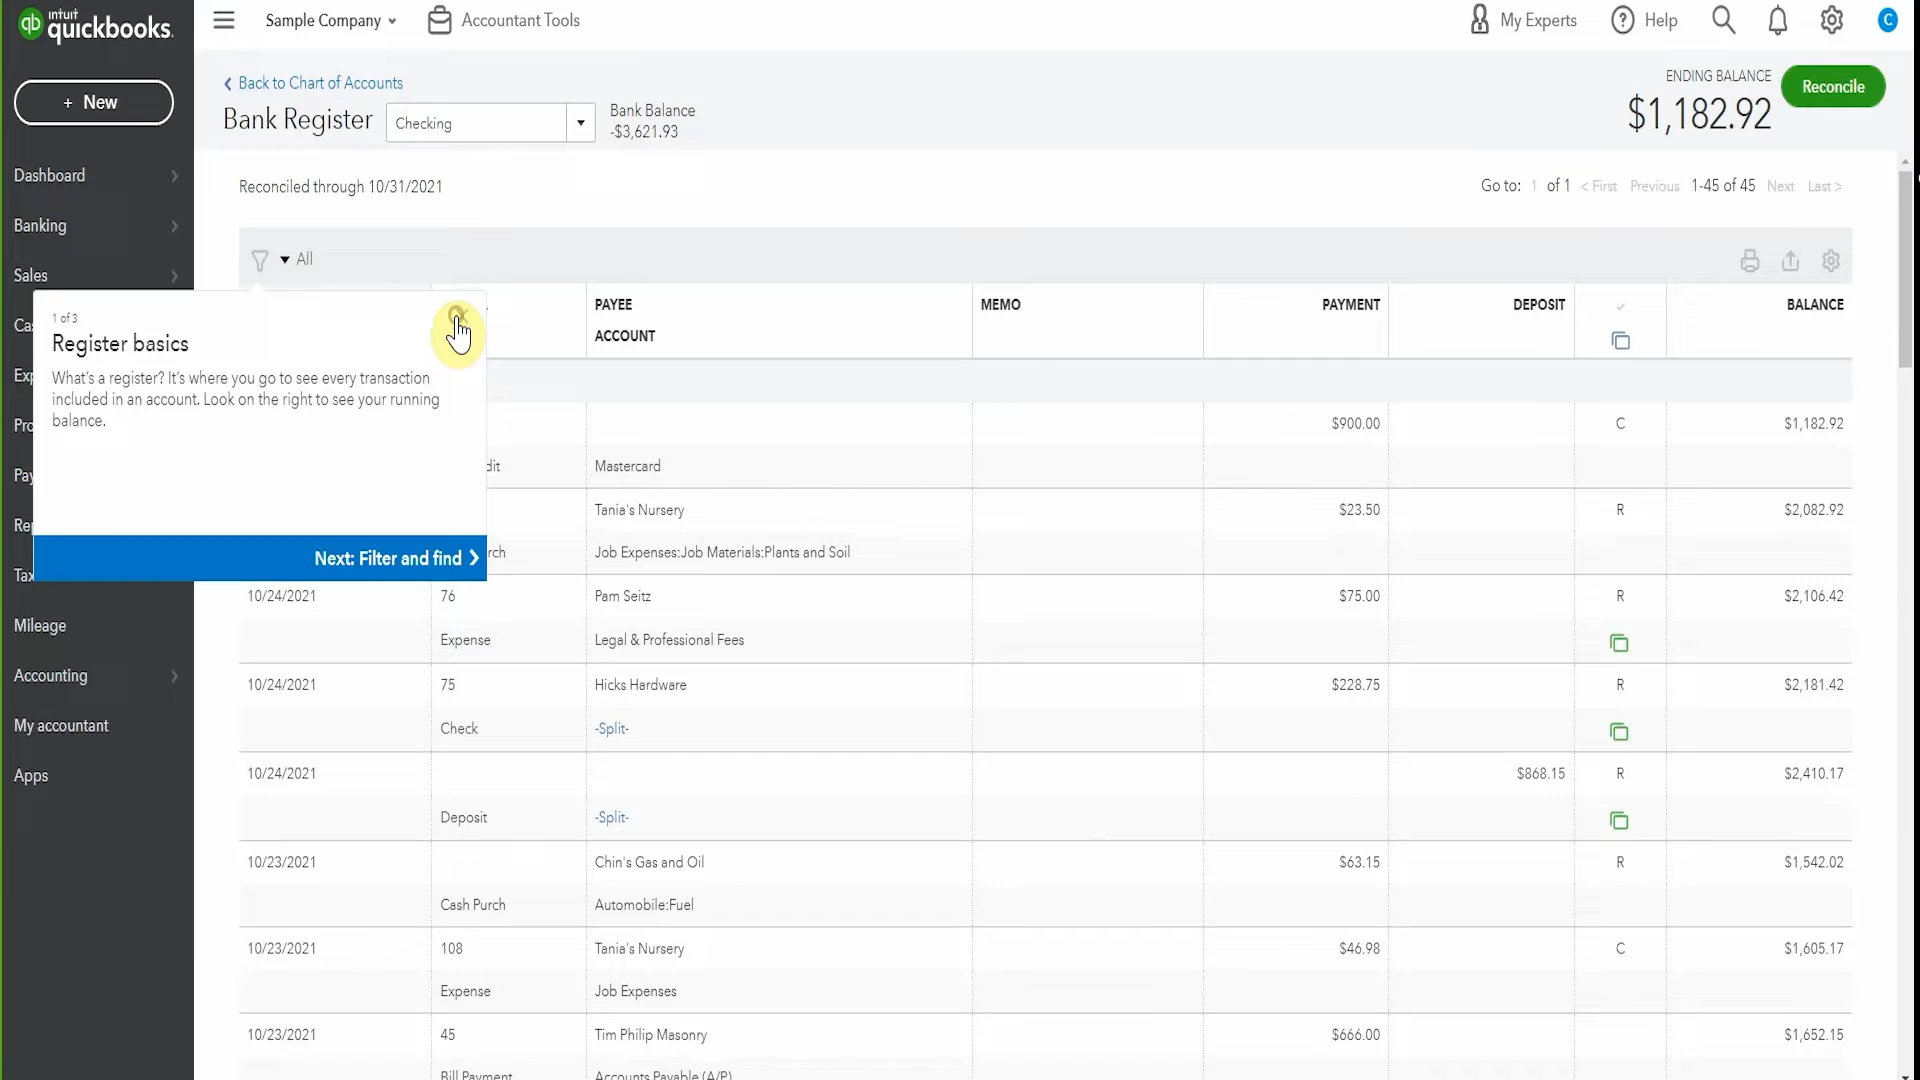 intuit
quickbooks.
Sample Company
Accountant Tools
My Experts
Help
C
+ New
Back to Chart of Accounts
Bank Register
Checking
Bank Balance
-$3,621.93
ENDING BALANCE
$1,182.92
Reconcile
Dashboard
Banking
Sales
Mileage
Accounting
My accountant
Apps
Reconciled through 10/31/2021
Go to: 1 of 1 < First Previous 1-45 of 45 Next Last >
All
1 of 3
Register basics
What's a register? It's where you go to see every transaction
included in an account. Look on the right to see your running
balance.
Next: Filter and find
PAYEE MEMO PAYMENT DEPOSIT BALANCE
ACCOUNT
$900.00 C $1,182.92
Mastercard
Tania's Nursery $23.50 R $2,082.92
Job Expenses:Job Materials:Plants and Soil
10/24/2021 76 Pam Seitz $75.00 R $2,106.42
Expense Legal & Professional Fees
10/24/2021 75 Hicks Hardware $228.75 R $2,181.42
Check -Split-
10/24/2021 $868.15 R $2,410.17
Deposit -Split-
10/23/2021 Chin's Gas and Oil $63.15 R $1,542.02
Cash Purch Automobile:Fuel
10/23/2021 108 Tania's Nursery $46.98 C $1,605.17
Expense Job Expenses
10/23/2021 45 Tim Philip Masonry $666.00 $1,652.15
Bill Payment Accounts Payable (A/P)